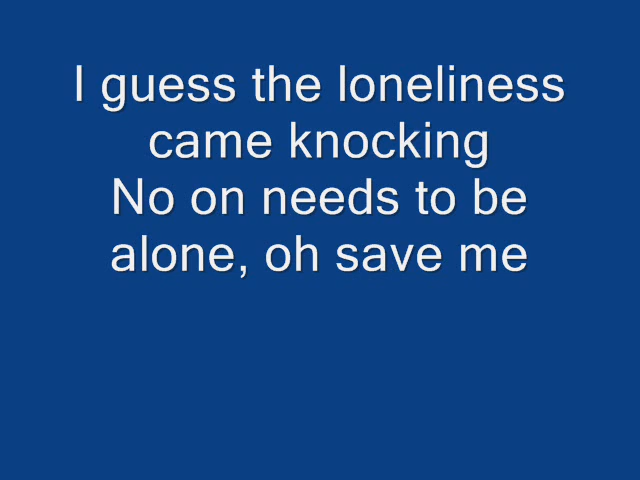 I guess the loneliness
came knocking
No on needs to be
alone, oh save me